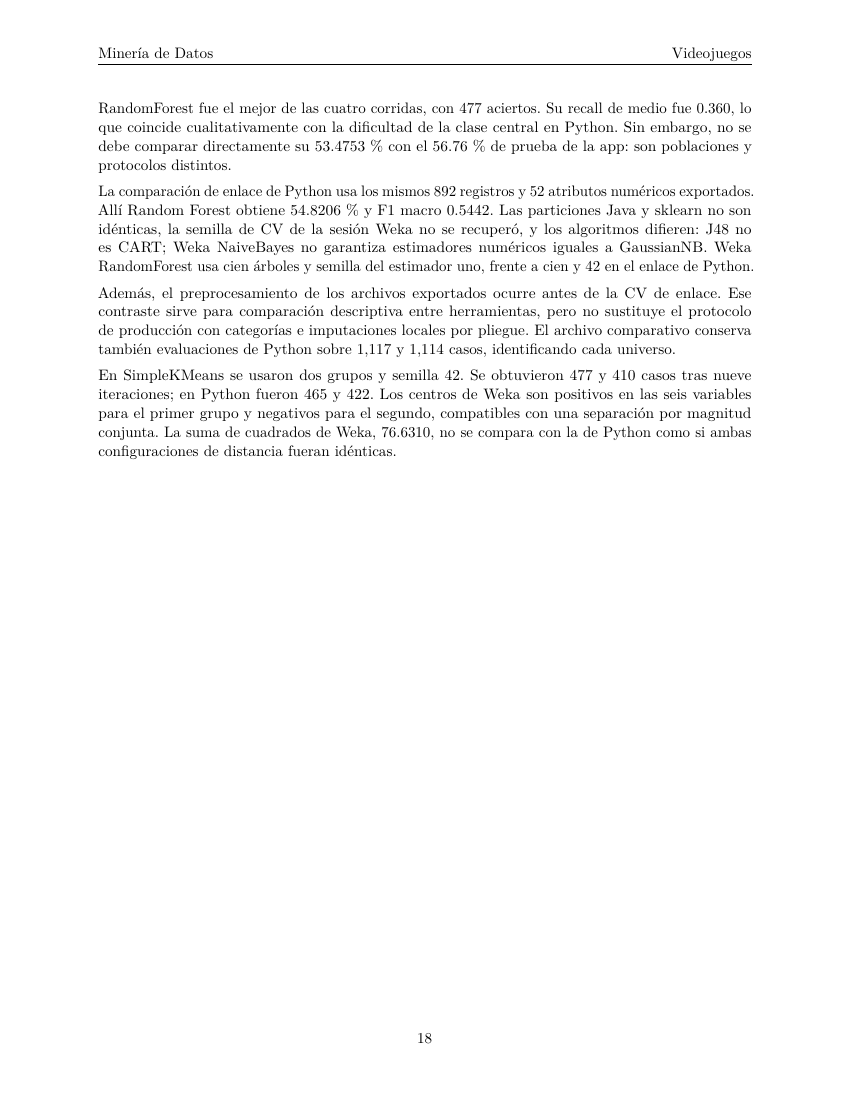 Minería de Datos
Videojuegos
RandomForest fue el mejor de las cuatro corridas, con 477 aciertos. Su recall de medio fue 0.360, lo
que coincide cualitativamente con la dificultad de la clase central en Python. Sin embargo, no se
debe comparar directamente su 53.4753 % con el 56.76 % de prueba de la app: son poblaciones y
protocolos distintos.
La comparación de enlace de Python usa los mismos 892 registros y 52 atributos numéricos exportados.
Allí Random Forest obtiene 54.8206 % y F1 macro 0.5442. Las particiones Java y sklearn no son
idénticas, la semilla de CV de la sesión Weka no se recuperó, y los algoritmos difieren: J48 no
es CART; Weka NaiveBayes no garantiza estimadores numéricos iguales a GaussianNB. Weka
RandomForest usa cien árboles y semilla del estimador uno, frente a cien y 42 en el enlace de Python.
Además, el preprocesamiento de los archivos exportados ocurre antes de la CV de enlace. Ese
contraste sirve para comparación descriptiva entre herramientas, pero no sustituye el protocolo
de producción con categorías e imputaciones locales por pliegue. El archivo comparativo conserva
también evaluaciones de Python sobre 1,117 y 1,114 casos, identificando cada universo.
En SimpleKMeans se usaron dos grupos y semilla 42. Se obtuvieron 477 y 410 casos tras nueve
iteraciones; en Python fueron 465 y 422. Los centros de Weka son positivos en las seis variables
para el primer grupo y negativos para el segundo, compatibles con una separación por magnitud
conjunta. La suma de cuadrados de Weka, 76.6310, no se compara con la de Python como si ambas
configuraciones de distancia fueran idénticas.
18